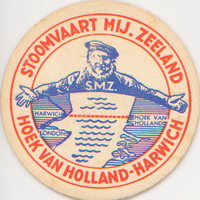 STOOMVAART MIJ. ZEELAND
S.M.Z.
HARWICH
HOEK VAN HOLLAND
LONDON
HOEK VAN HOLLAND-HARWICH